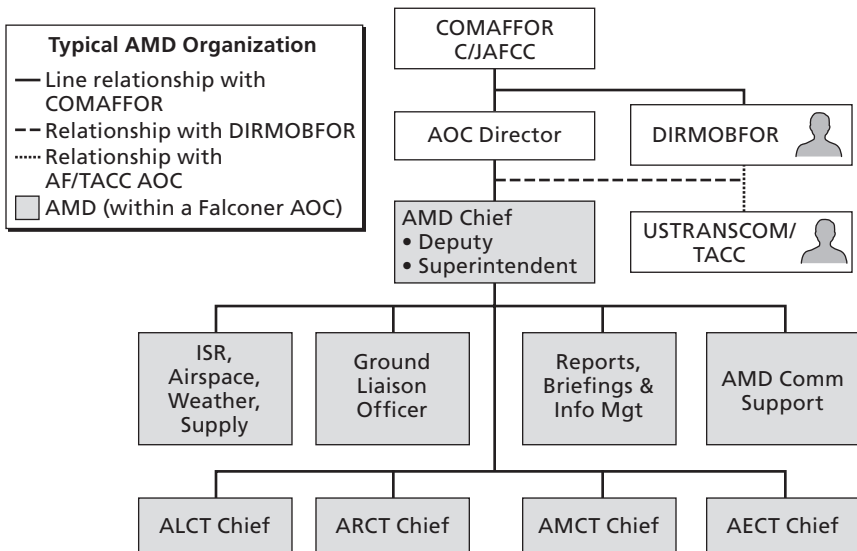 Typical AMD Organization
Line relationship with
COMAFFOR
Relationship with DIRMOBFOR
Relationship with
AF/TACC AOC
AMD (within a Falconer AOC)
COMAFFOR
C/JAFCC
AOC Director
DIRMOBFOR
AMD Chief
• Deputy
• Superintendent
USTRANSCOM/
TACC
ISR,
Airspace,
Weather,
Supply
Ground
Liaison
Officer
Reports,
Briefings &
Info Mgt
AMD Comm
Support
ALCT Chief
ARCT Chief
AMCT Chief
AECT Chief